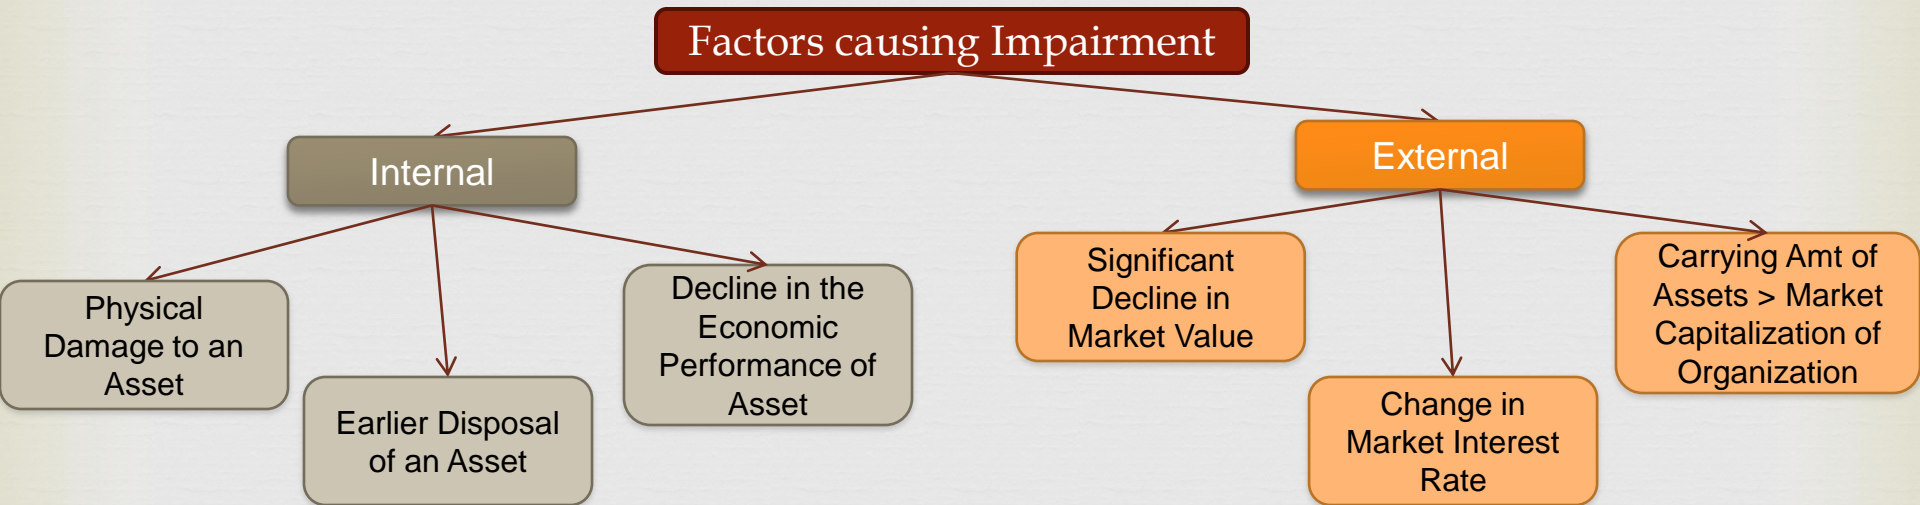 Factors causing Impairment
Internal
External
Physical
Damage to an
Asset
Earlier Disposal
of an Asset
Decline in the
Economic
Performance of
Asset
Significant
Decline in
Market Value
Change in
Market Interest
Rate
Carrying Amt of
Assets > Market
Capitalization of
Organization